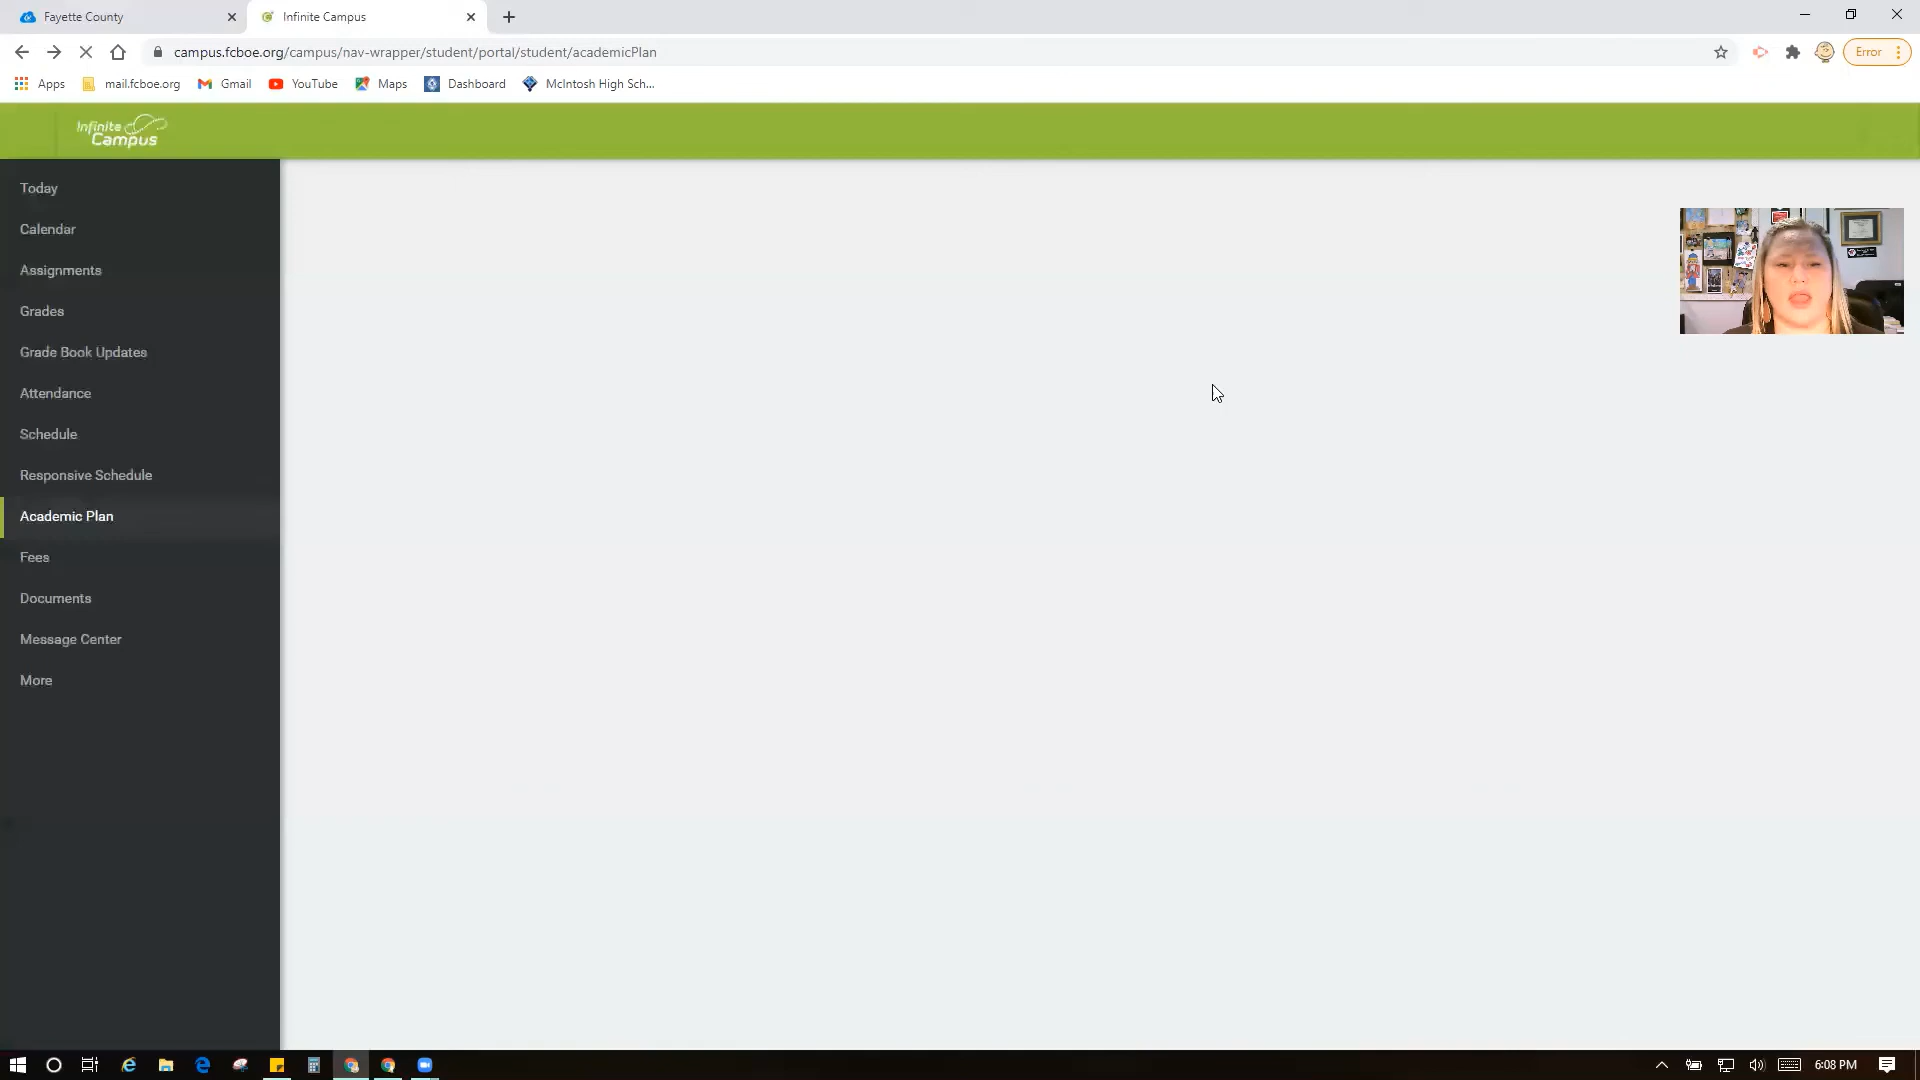 Fayette County
Infinite Campus
campus.fcboe.org/campus/nav-wrapper/student/portal/student/academicPlan
Error
Apps
mail.fcboe.org
Gmail
YouTube
Maps
Dashboard
McIntosh High Sch...
Infinite
Campus
Today
Calendar
Assignments
Grades
Grade Book Updates
Attendance
Schedule
Responsive Schedule
Academic Plan
Fees
Documents
Message Center
More
6:08 PM